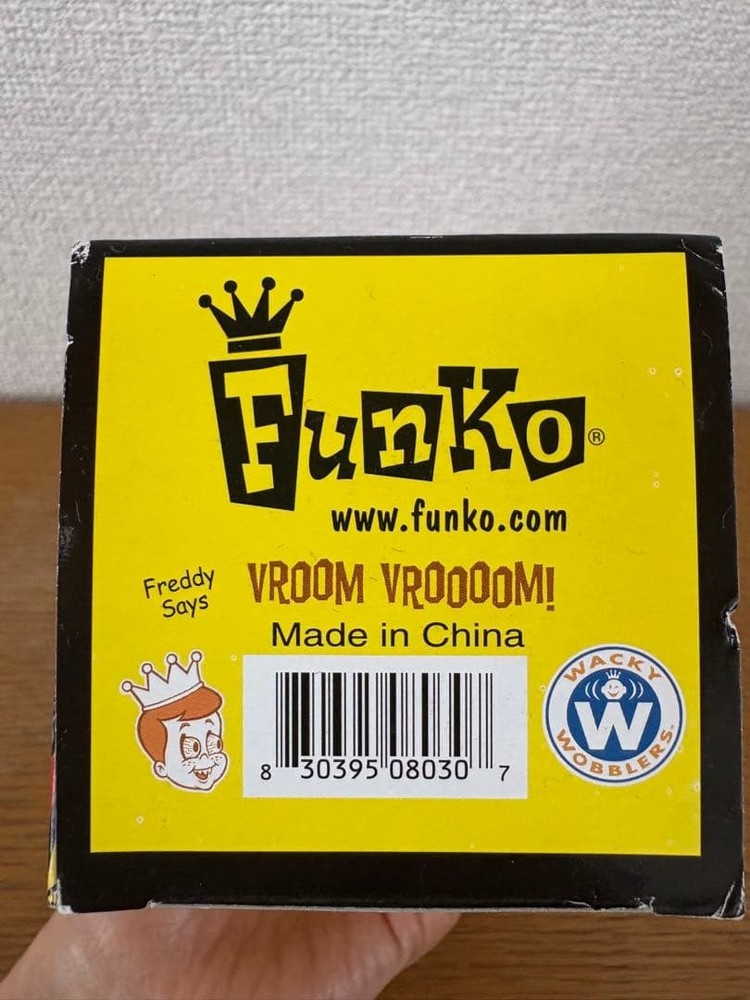 Funko®
www.funko.com
Freddy
Says
VROOM VROOOOM!
Made in China
8 30395 08030 7
WACKY
W
WOBBLERS